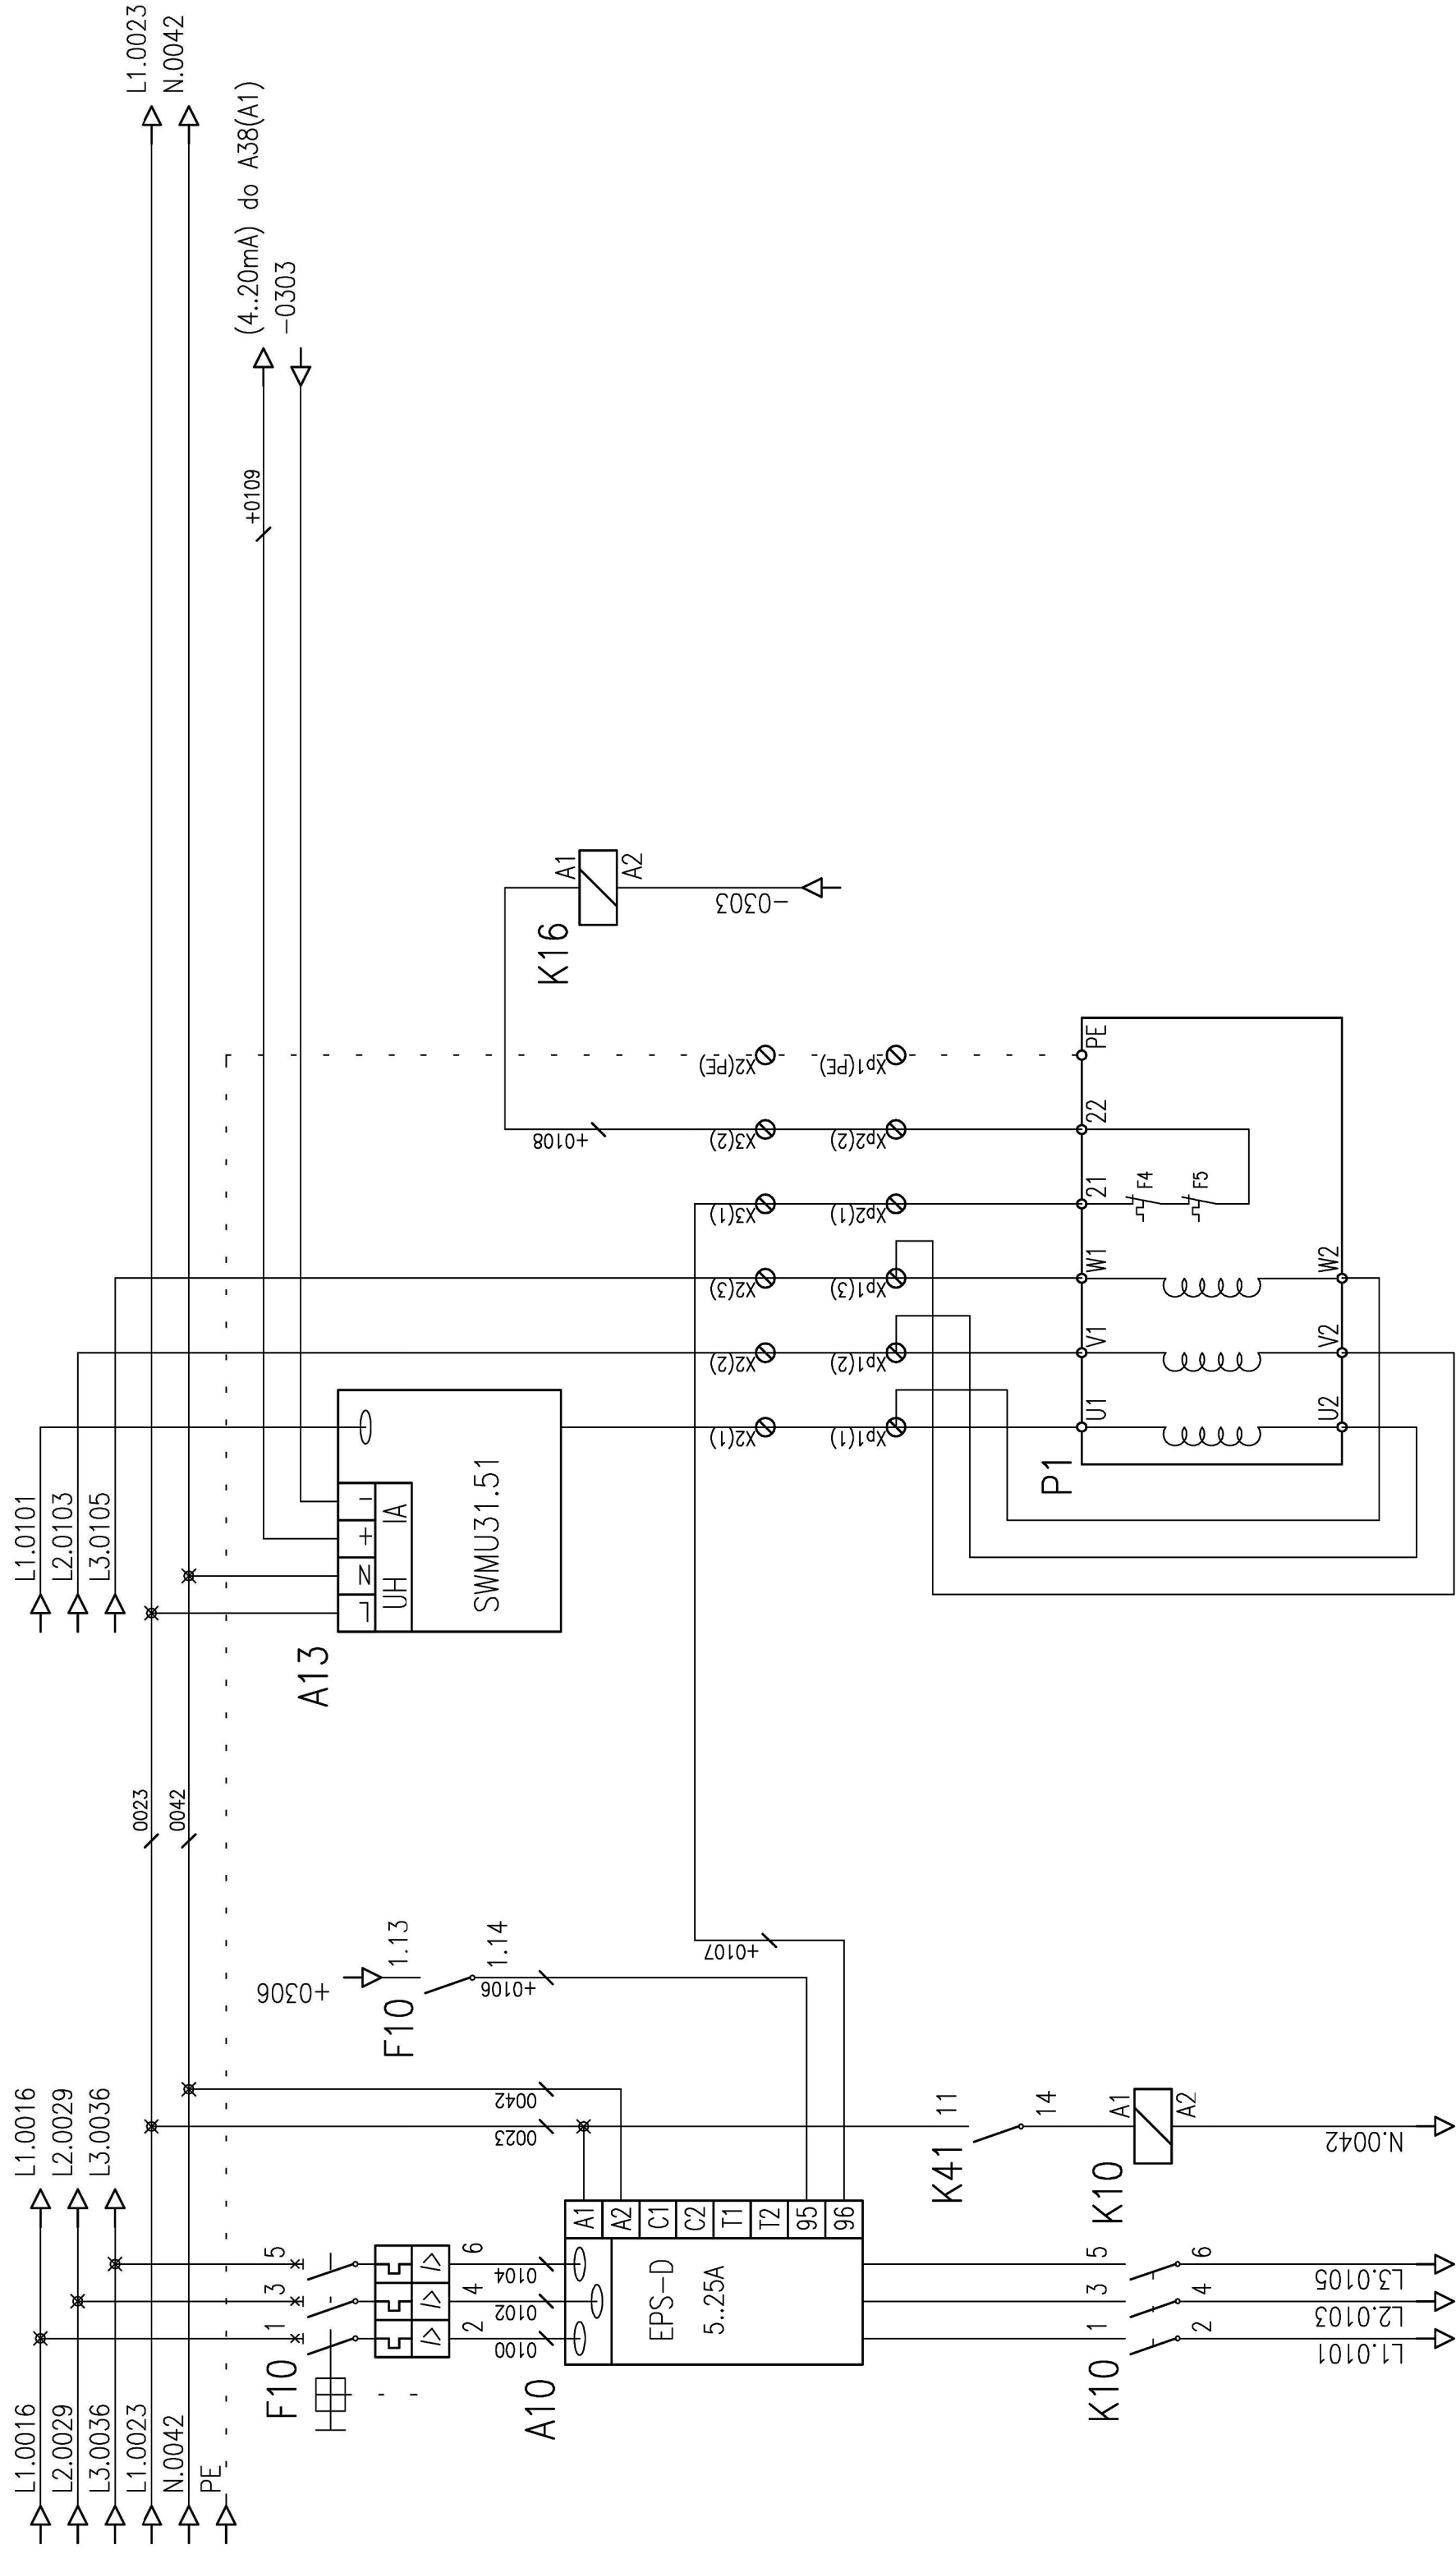 L1.0016
L2.0029
L3.0036
L1.0023
N.0042
PE
L1.0016
L2.0029
L3.0036
0023
0042
L1.0101
L2.0103
L3.0105
L1.0023
N.0042
+0109
(4..20mA) do A38(A1)
-0303
F10
1
3
5
2
4
6
0100
0102
0104
A10
EPS-D
5..25A
A1
A2
C1
C2
T1
T2
95
96
0023
0042
+0306
F10
1.13
1.14
+0106
+0107
K10
1
3
5
2
4
6
L1.0101
L2.0103
L3.0105
K41
11
14
K10
A1
A2
N.0042
A13
L
N
+
-
UH
IA
SWMU31.51
X2(1)
X2(2)
X2(3)
X3(1)
X3(2)
X2(PE)
Xp1(1)
Xp1(2)
Xp1(3)
Xp2(1)
Xp2(2)
Xp1(PE)
+0108
K16
A1
A2
-0303
P1
U1
V1
W1
21
22
PE
F4
F5
U2
V2
W2